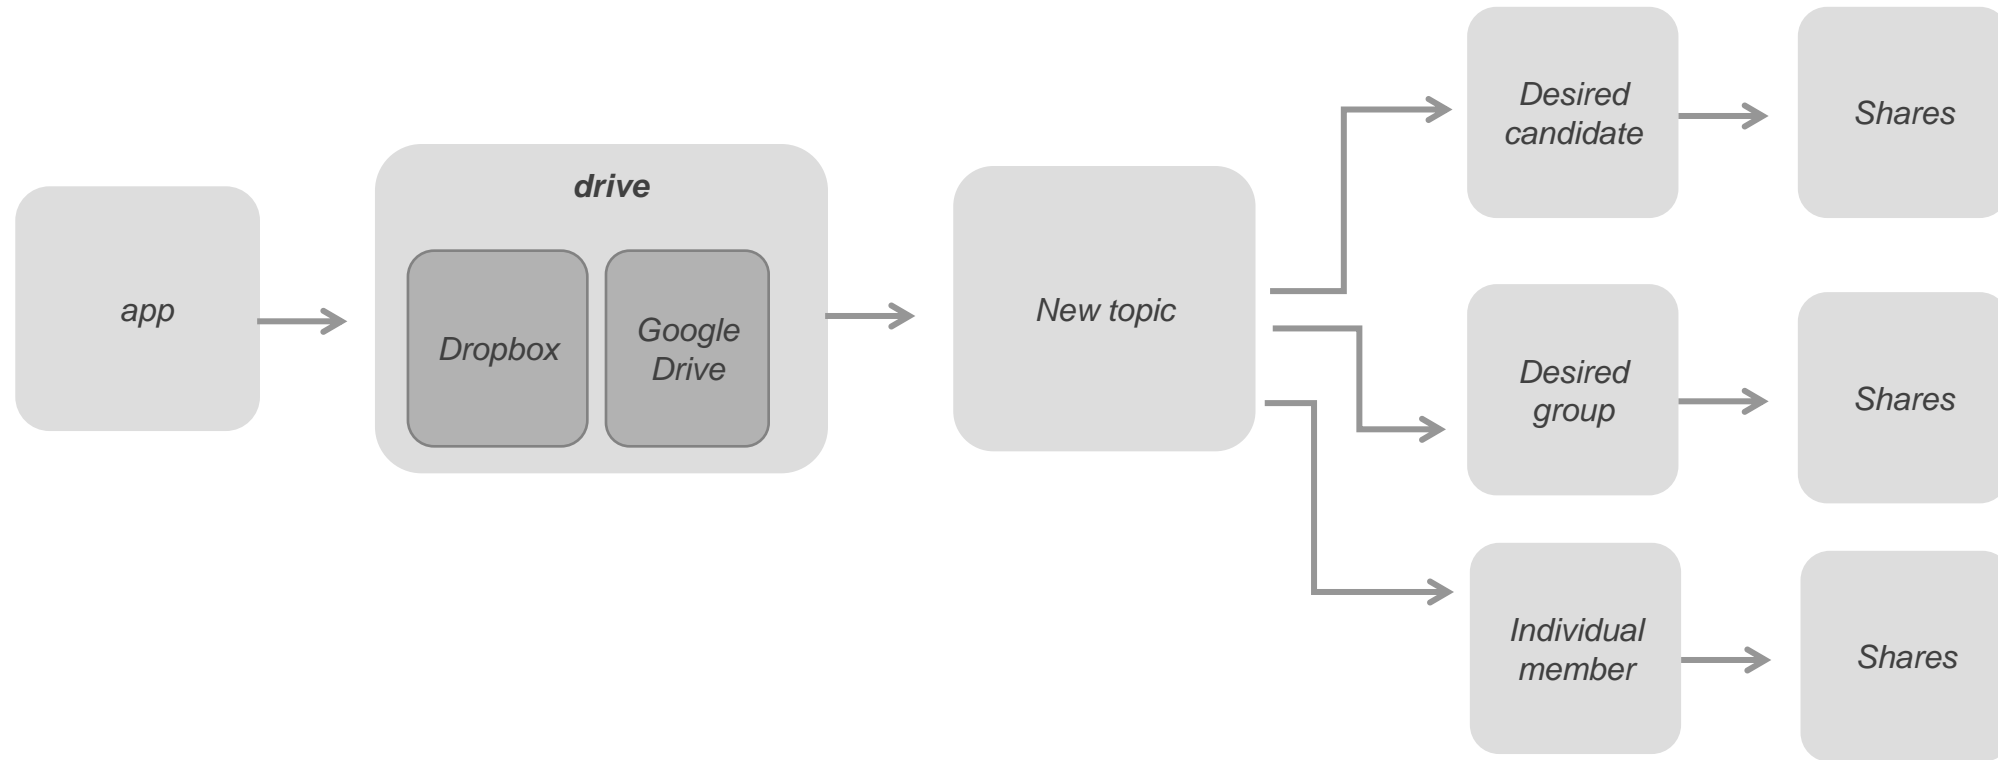 app
drive
Dropbox
Google
Drive
New topic
Desired
candidate
Shares
Desired
group
Shares
Individual
member
Shares